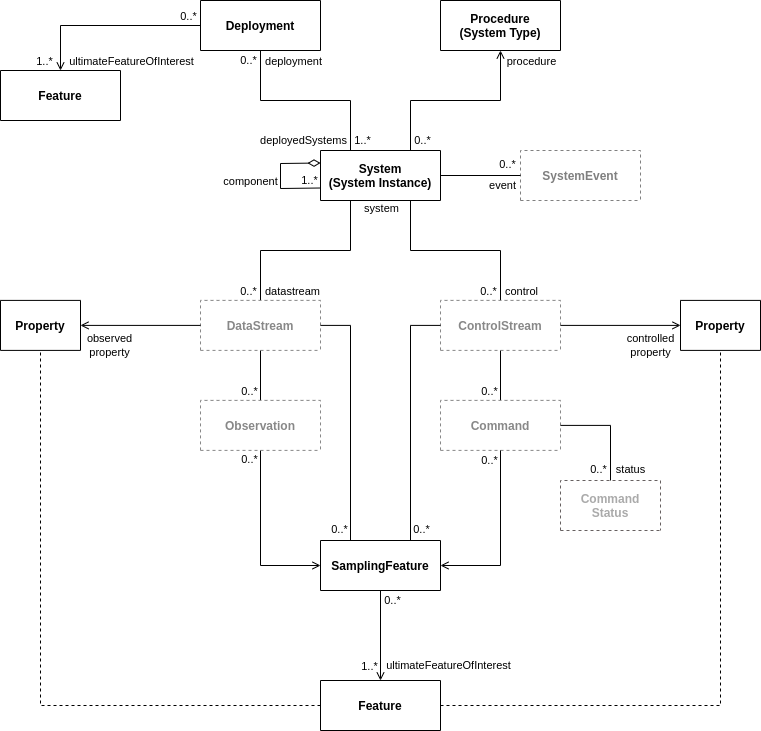 0..*
Deployment
Procedure
(System Type)
1..*
ultimateFeatureOfInterest
0..*
deployment
procedure
Feature
deployedSystems
1..*
0..*
System
(System Instance)
component
1..*
0..*
event
SystemEvent
system
0..*
datastream
0..*
control
Property
DataStream
ControlStream
Property
observed
property
controlled
property
0..*
0..*
Observation
Command
0..*
0..*
0..*
status
Command
Status
0..*
0..*
SamplingFeature
0..*
1..*
ultimateFeatureOfInterest
Feature